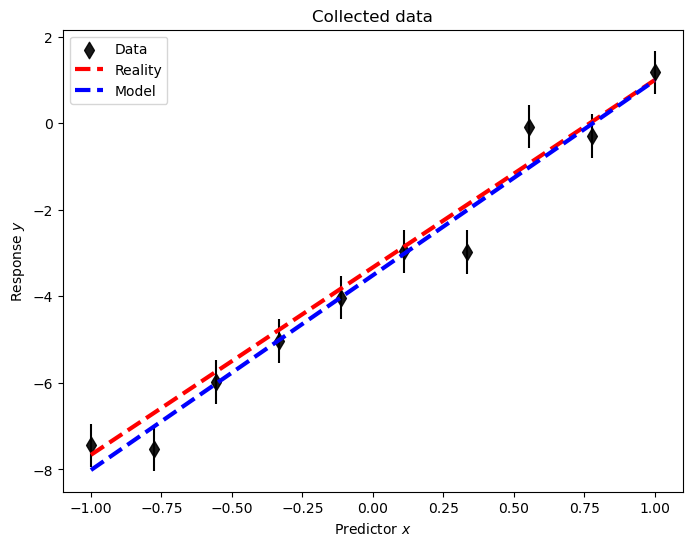 Collected data
Data
Reality
Model
2
0
−2
−4
−6
−8
Response y
−1.00 −0.75 −0.50 −0.25 0.00 0.25 0.50 0.75 1.00
Predictor x